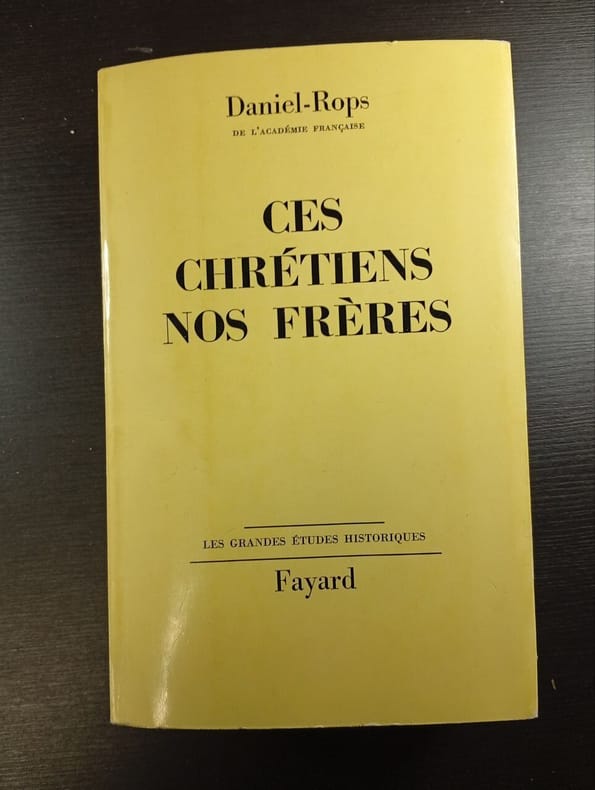 Daniel-Rops
DE L'ACADÉMIE FRANÇAISE
CES
CHRÉTIENS
NOS FRÈRES
LES GRANDES ÉTUDES HISTORIQUES
Fayard